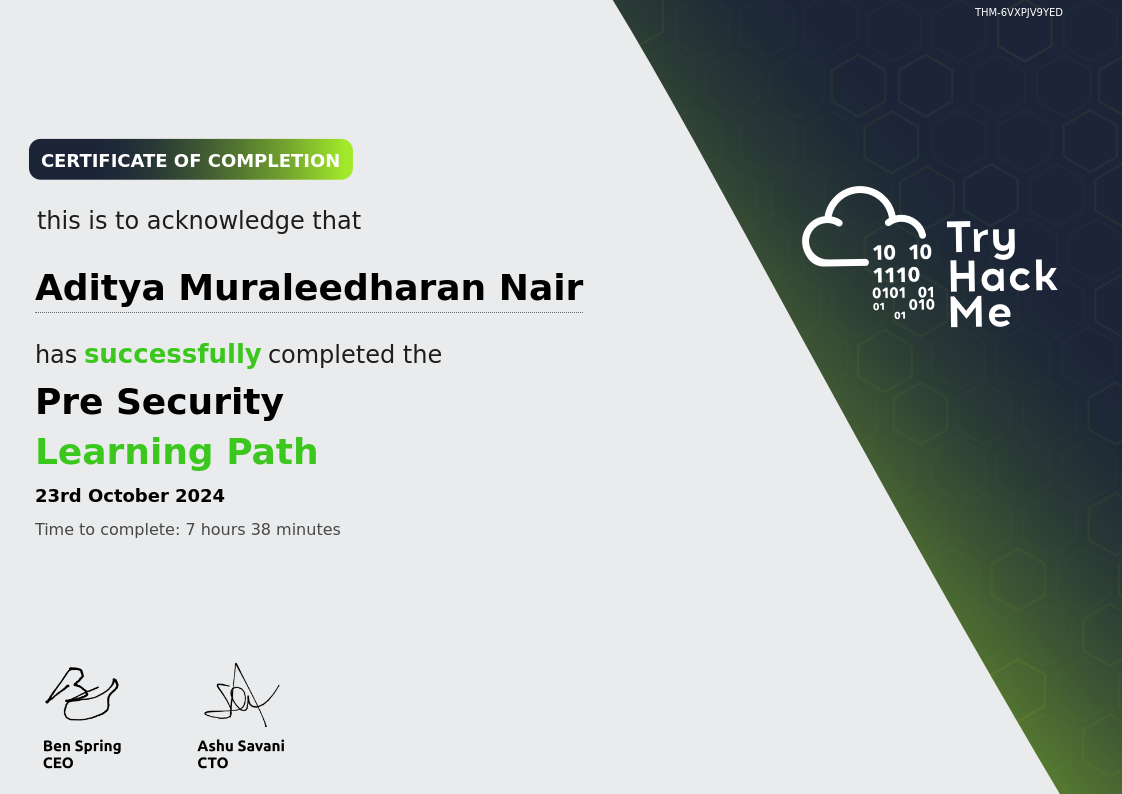 THM-6VXPJV9YED
CERTIFICATE OF COMPLETION
this is to acknowledge that
Aditya Muraleedharan Nair
has successfully completed the
Pre Security
Learning Path
23rd October 2024
Time to complete: 7 hours 38 minutes
10 10
1110
0101 01
01 010
01
Try
Hack
Me
Ben Spring
CEO
Ashu Savani
CTO